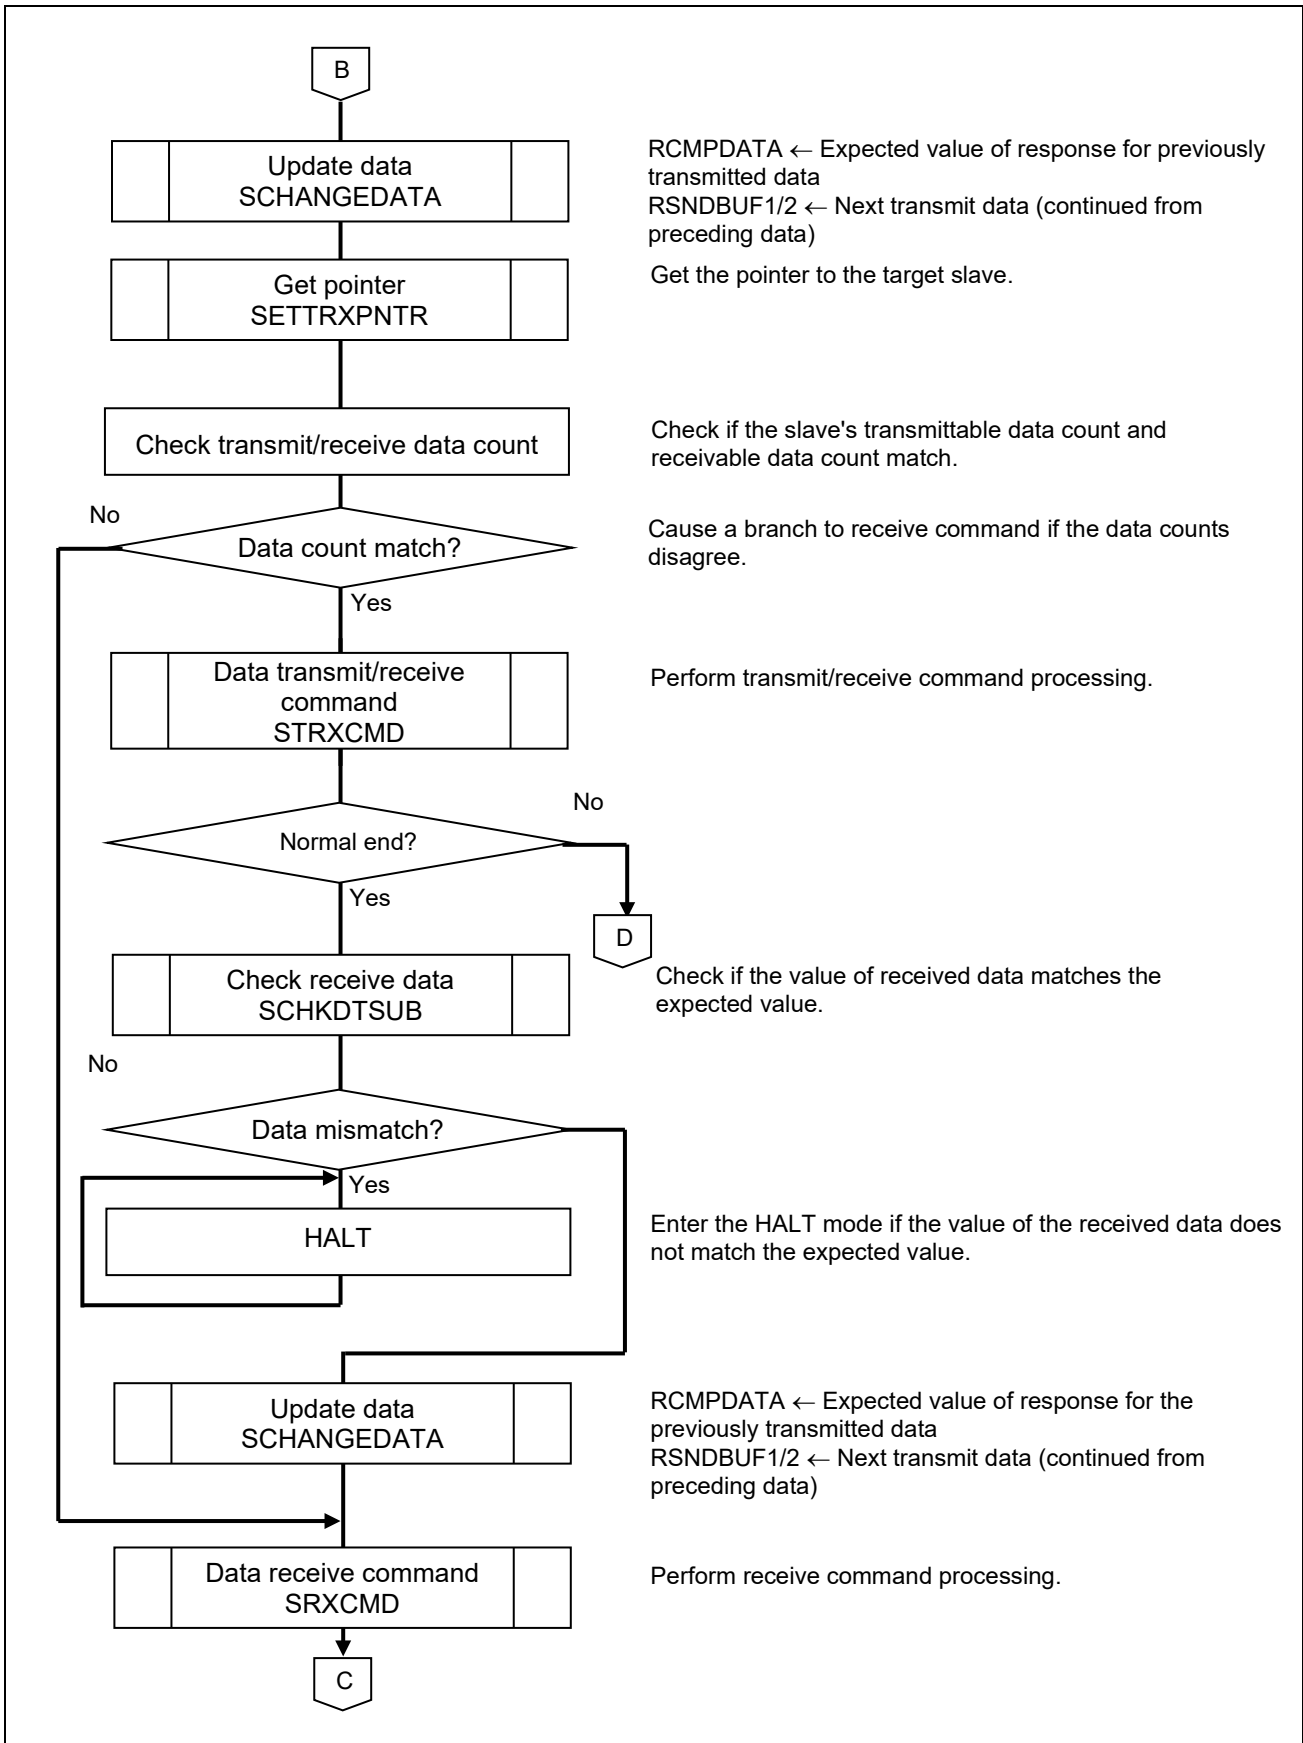 B
Update data
SCHANGEDATA
RCMPDATA ← Expected value of response for previously
transmitted data
RSNDBUF1/2 ← Next transmit data (continued from
preceding data)
Get pointer
SETTRXPNTR
Get the pointer to the target slave.
Check transmit/receive data count
Check if the slave's transmittable data count and
receivable data count match.
No
Data count match?
Cause a branch to receive command if the data counts
disagree.
Yes
Data transmit/receive
command
STRXCMD
Perform transmit/receive command processing.
No
Normal end?
Yes
D
Check receive data
SCHKDTSUB
Check if the value of received data matches the
expected value.
No
Data mismatch?
Yes
HALT
Enter the HALT mode if the value of the received data does
not match the expected value.
Update data
SCHANGEDATA
RCMPDATA ← Expected value of response for the
previously transmitted data
RSNDBUF1/2 ← Next transmit data (continued from
preceding data)
Data receive command
SRXCMD
Perform receive command processing.
C